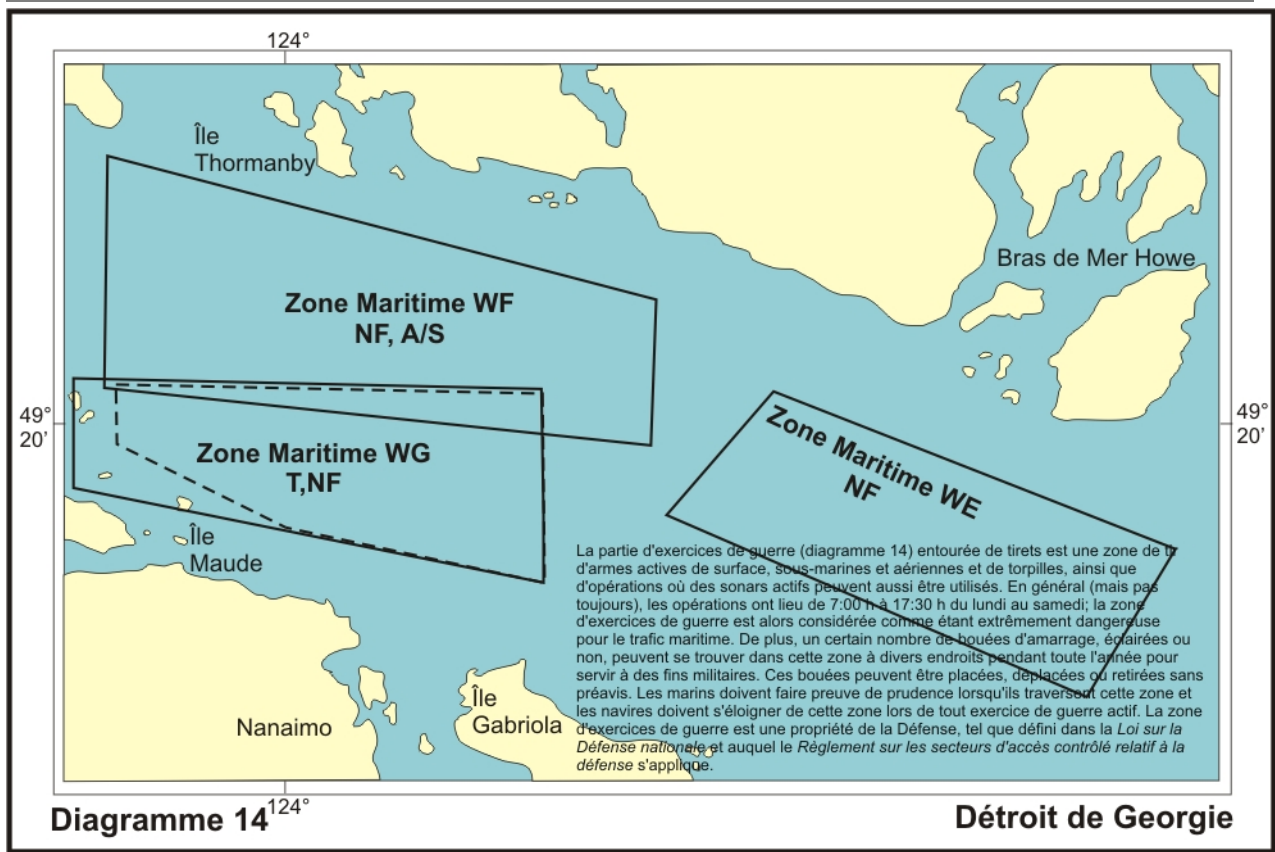 124°
Île
Thormanby
Bras de Mer Howe
Zone Maritime WF
NF, A/S
49°
20'
49°
20'
Zone Maritime WE
NF
Zone Maritime WG
T,NF
Île
Maude
La partie d'exercices de guerre (diagramme 14) entourée de tirets est une zone de tir
d'armes actives de surface, sous-marines et aériennes et de torpilles, ainsi que
d'opérations où des sonars actifs peuvent aussi être utilisés. En général (mais pas
toujours), les opérations ont lieu de 7:00 h à 17:30 h du lundi au samedi; la zone
d'exercices de guerre est alors considérée comme étant extrêmement dangereuse
pour le trafic maritime. De plus, un certain nombre de bouées d'amarrage, éclairées ou
non, peuvent se trouver dans cette zone à divers endroits pendant toute l'année pour
servir à des fins militaires. Ces bouées peuvent être placées, déplacées ou retirées sans
préavis. Les marins doivent faire preuve de prudence lorsqu'ils traversent cette zone et
les navires doivent s'éloigner de cette zone lors de tout exercice de guerre actif. La zone
d'exercices de guerre est une propriété de la Défense, tel que défini dans la Loi sur la
Défense nationale et auquel le Règlement sur les secteurs d'accès contrôlé relatif à la
défense s'applique.
Île
Gabriola
Nanaimo
124°
Diagramme 14
Détroit de Georgie